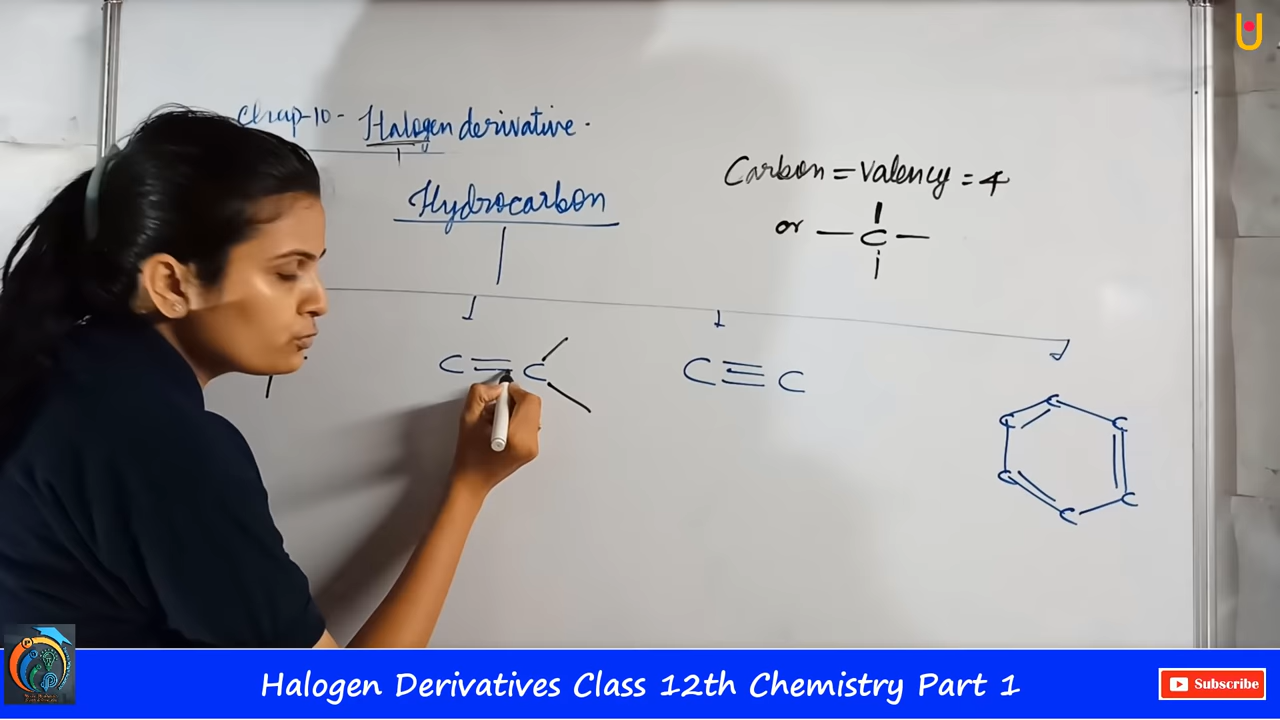 Chap-10- Halogen derivative.
Hydrocarbon
Carbon = Valency = 4
or — C —
C = C
C ≡ C
C
C C
C C
C
Halogen Derivatives Class 12th Chemistry Part 1
Subscribe